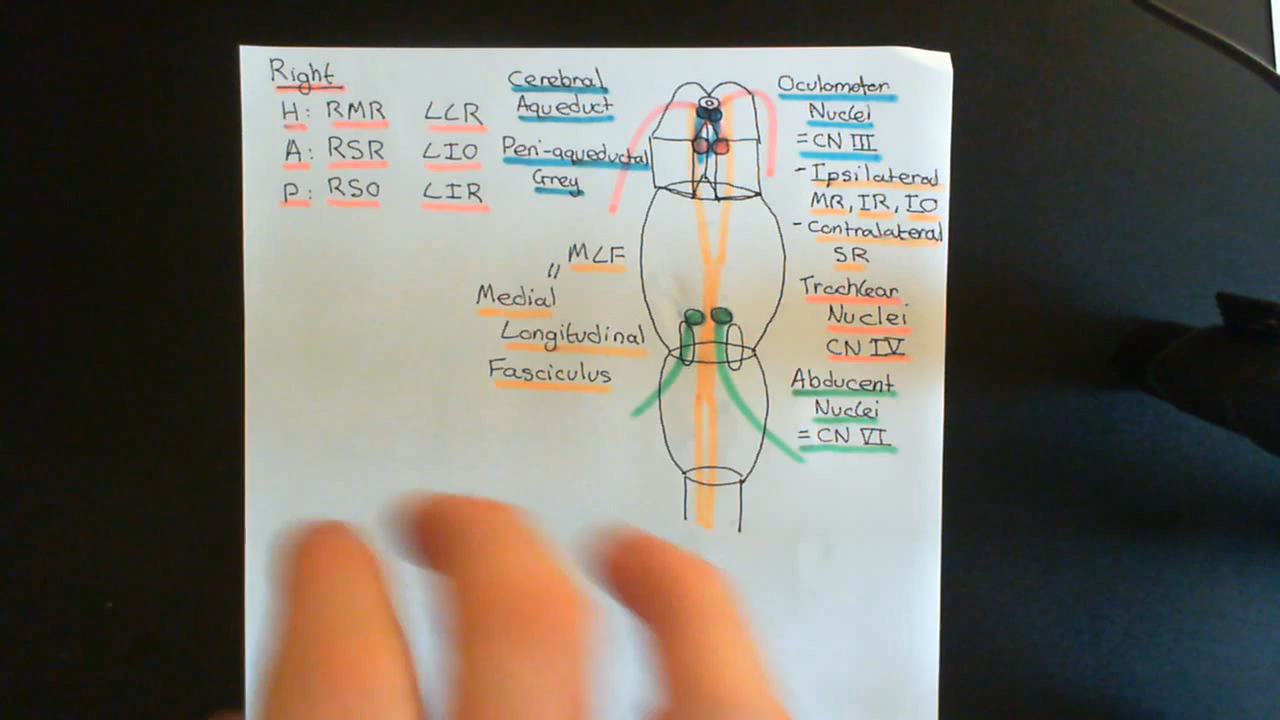 Right
H: RMR LLR
A: RSR LIO
P: RSO LIR
Cerebral
Aqueduct
Peri-aqueductal
Grey
MLF
"
Medial
Longitudinal
Fasciculus
Oculomotor
Nuclei
= CN III
- Ipsilateral
MR, IR, IO
- Contralateral
SR
Trochlear
Nuclei
CN IV
Abducent
Nuclei
= CN VI